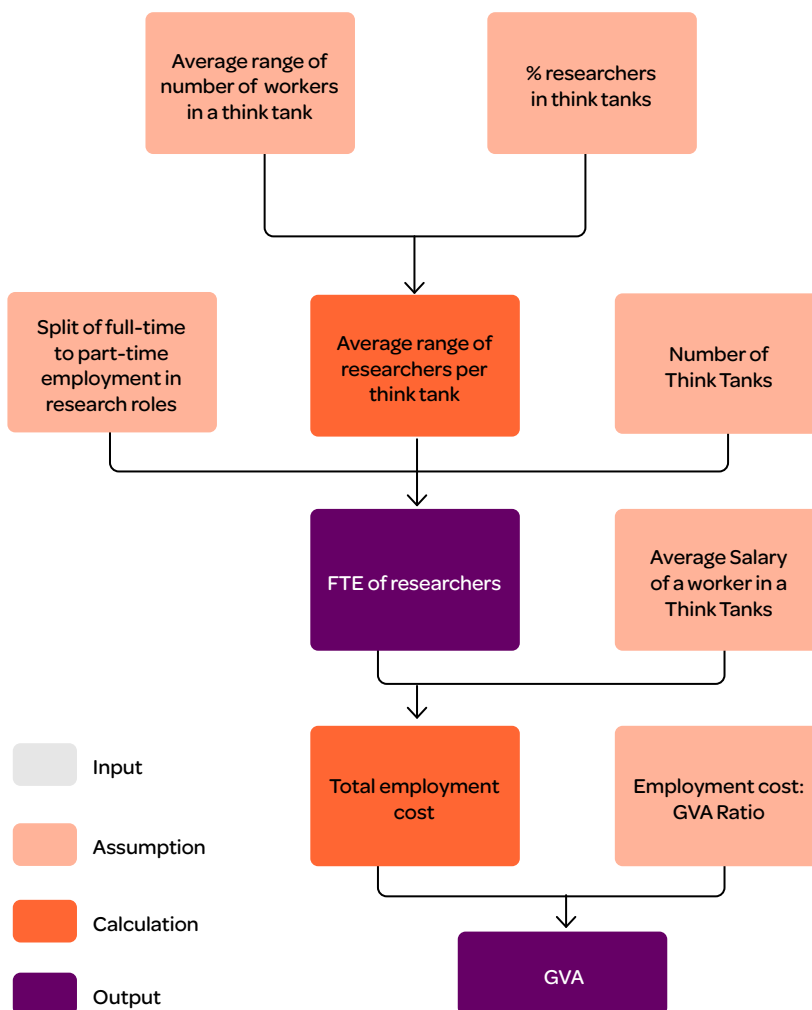 Average range of
number of workers
in a think tank
% researchers
in think tanks
Split of full-time
to part-time
employment in
research roles
Average range of
researchers per
think tank
Number of
Think Tanks
FTE of researchers
Average Salary
of a worker in a
Think Tanks
Total employment
cost
Employment cost:
GVA Ratio
GVA
Input
Assumption
Calculation
Output